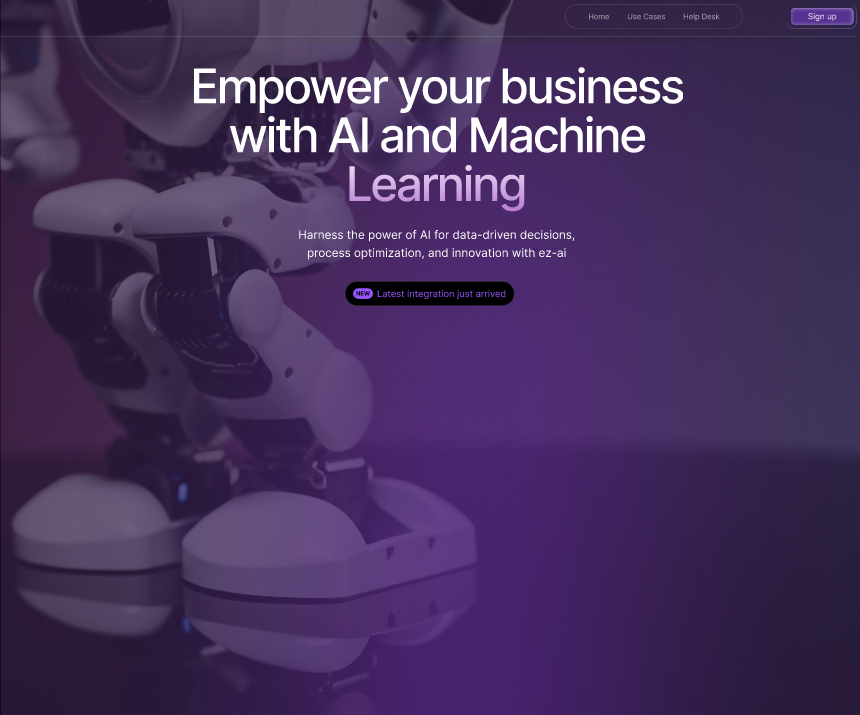 Home Use Cases Help Desk Sign up
Empower your business
with AI and Machine
Learning
Harness the power of AI for data-driven decisions,
process optimization, and innovation with ez-ai
NEW Latest integration just arrived